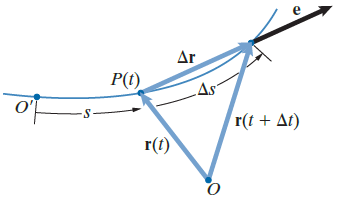 e
Δr
P(t)
Δs
O'
s
r(t + Δt)
r(t)
O